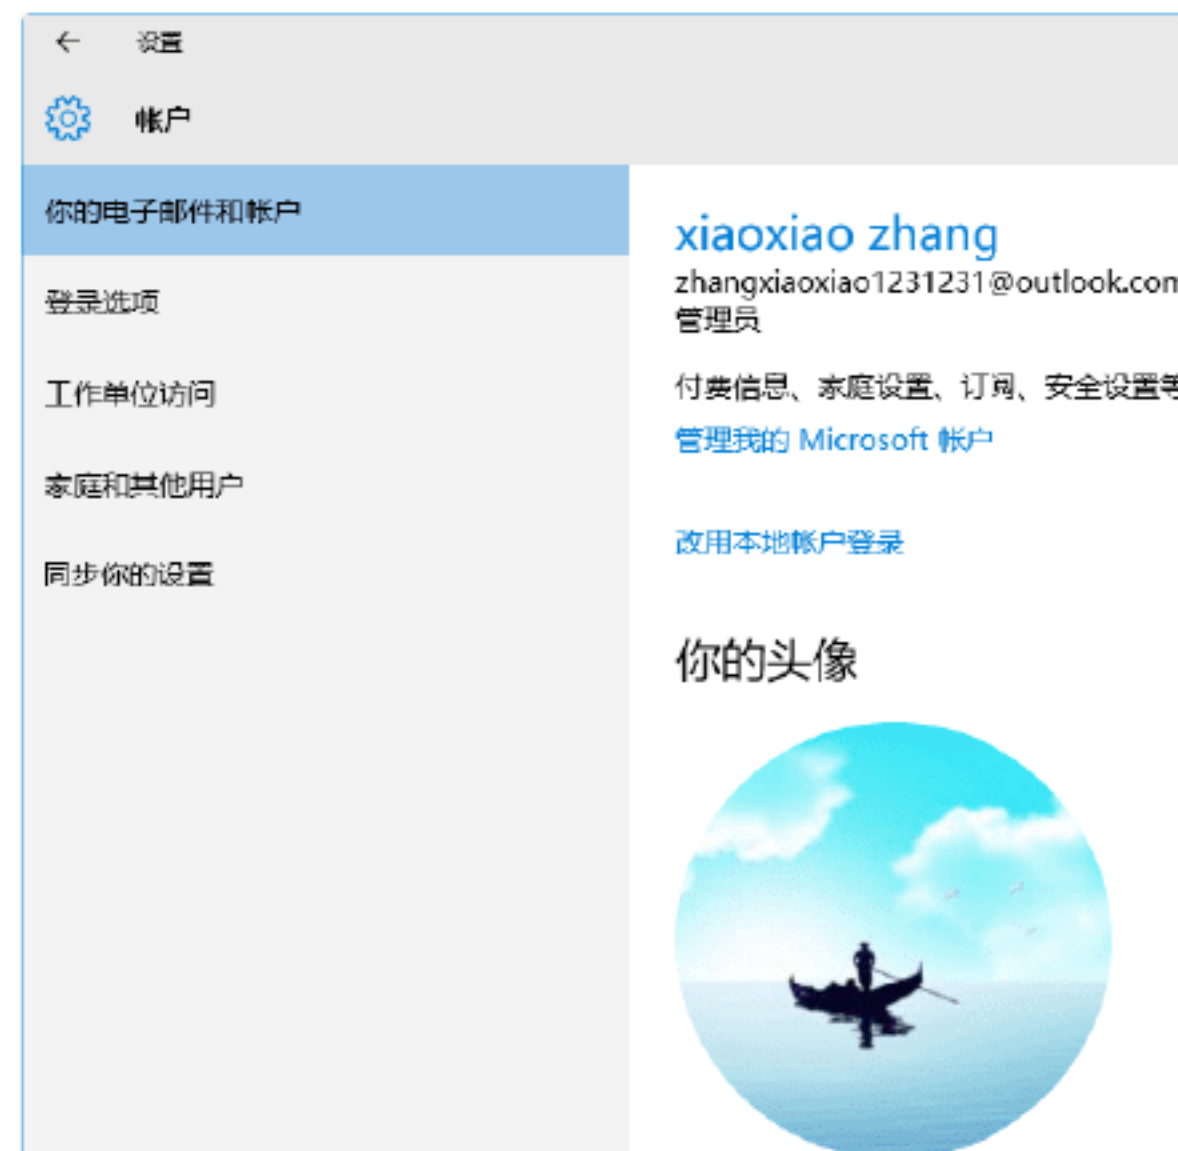 设置
帐户
你的电子邮件和帐户
登录选项
工作单位访问
家庭和其他用户
同步你的设置
xiaoxiao zhang
zhangxiaoxiao1231231@outlook.com
管理员
付费信息、家庭设置、订阅、安全设置等
管理我的 Microsoft 帐户
改用本地帐户登录
你的头像